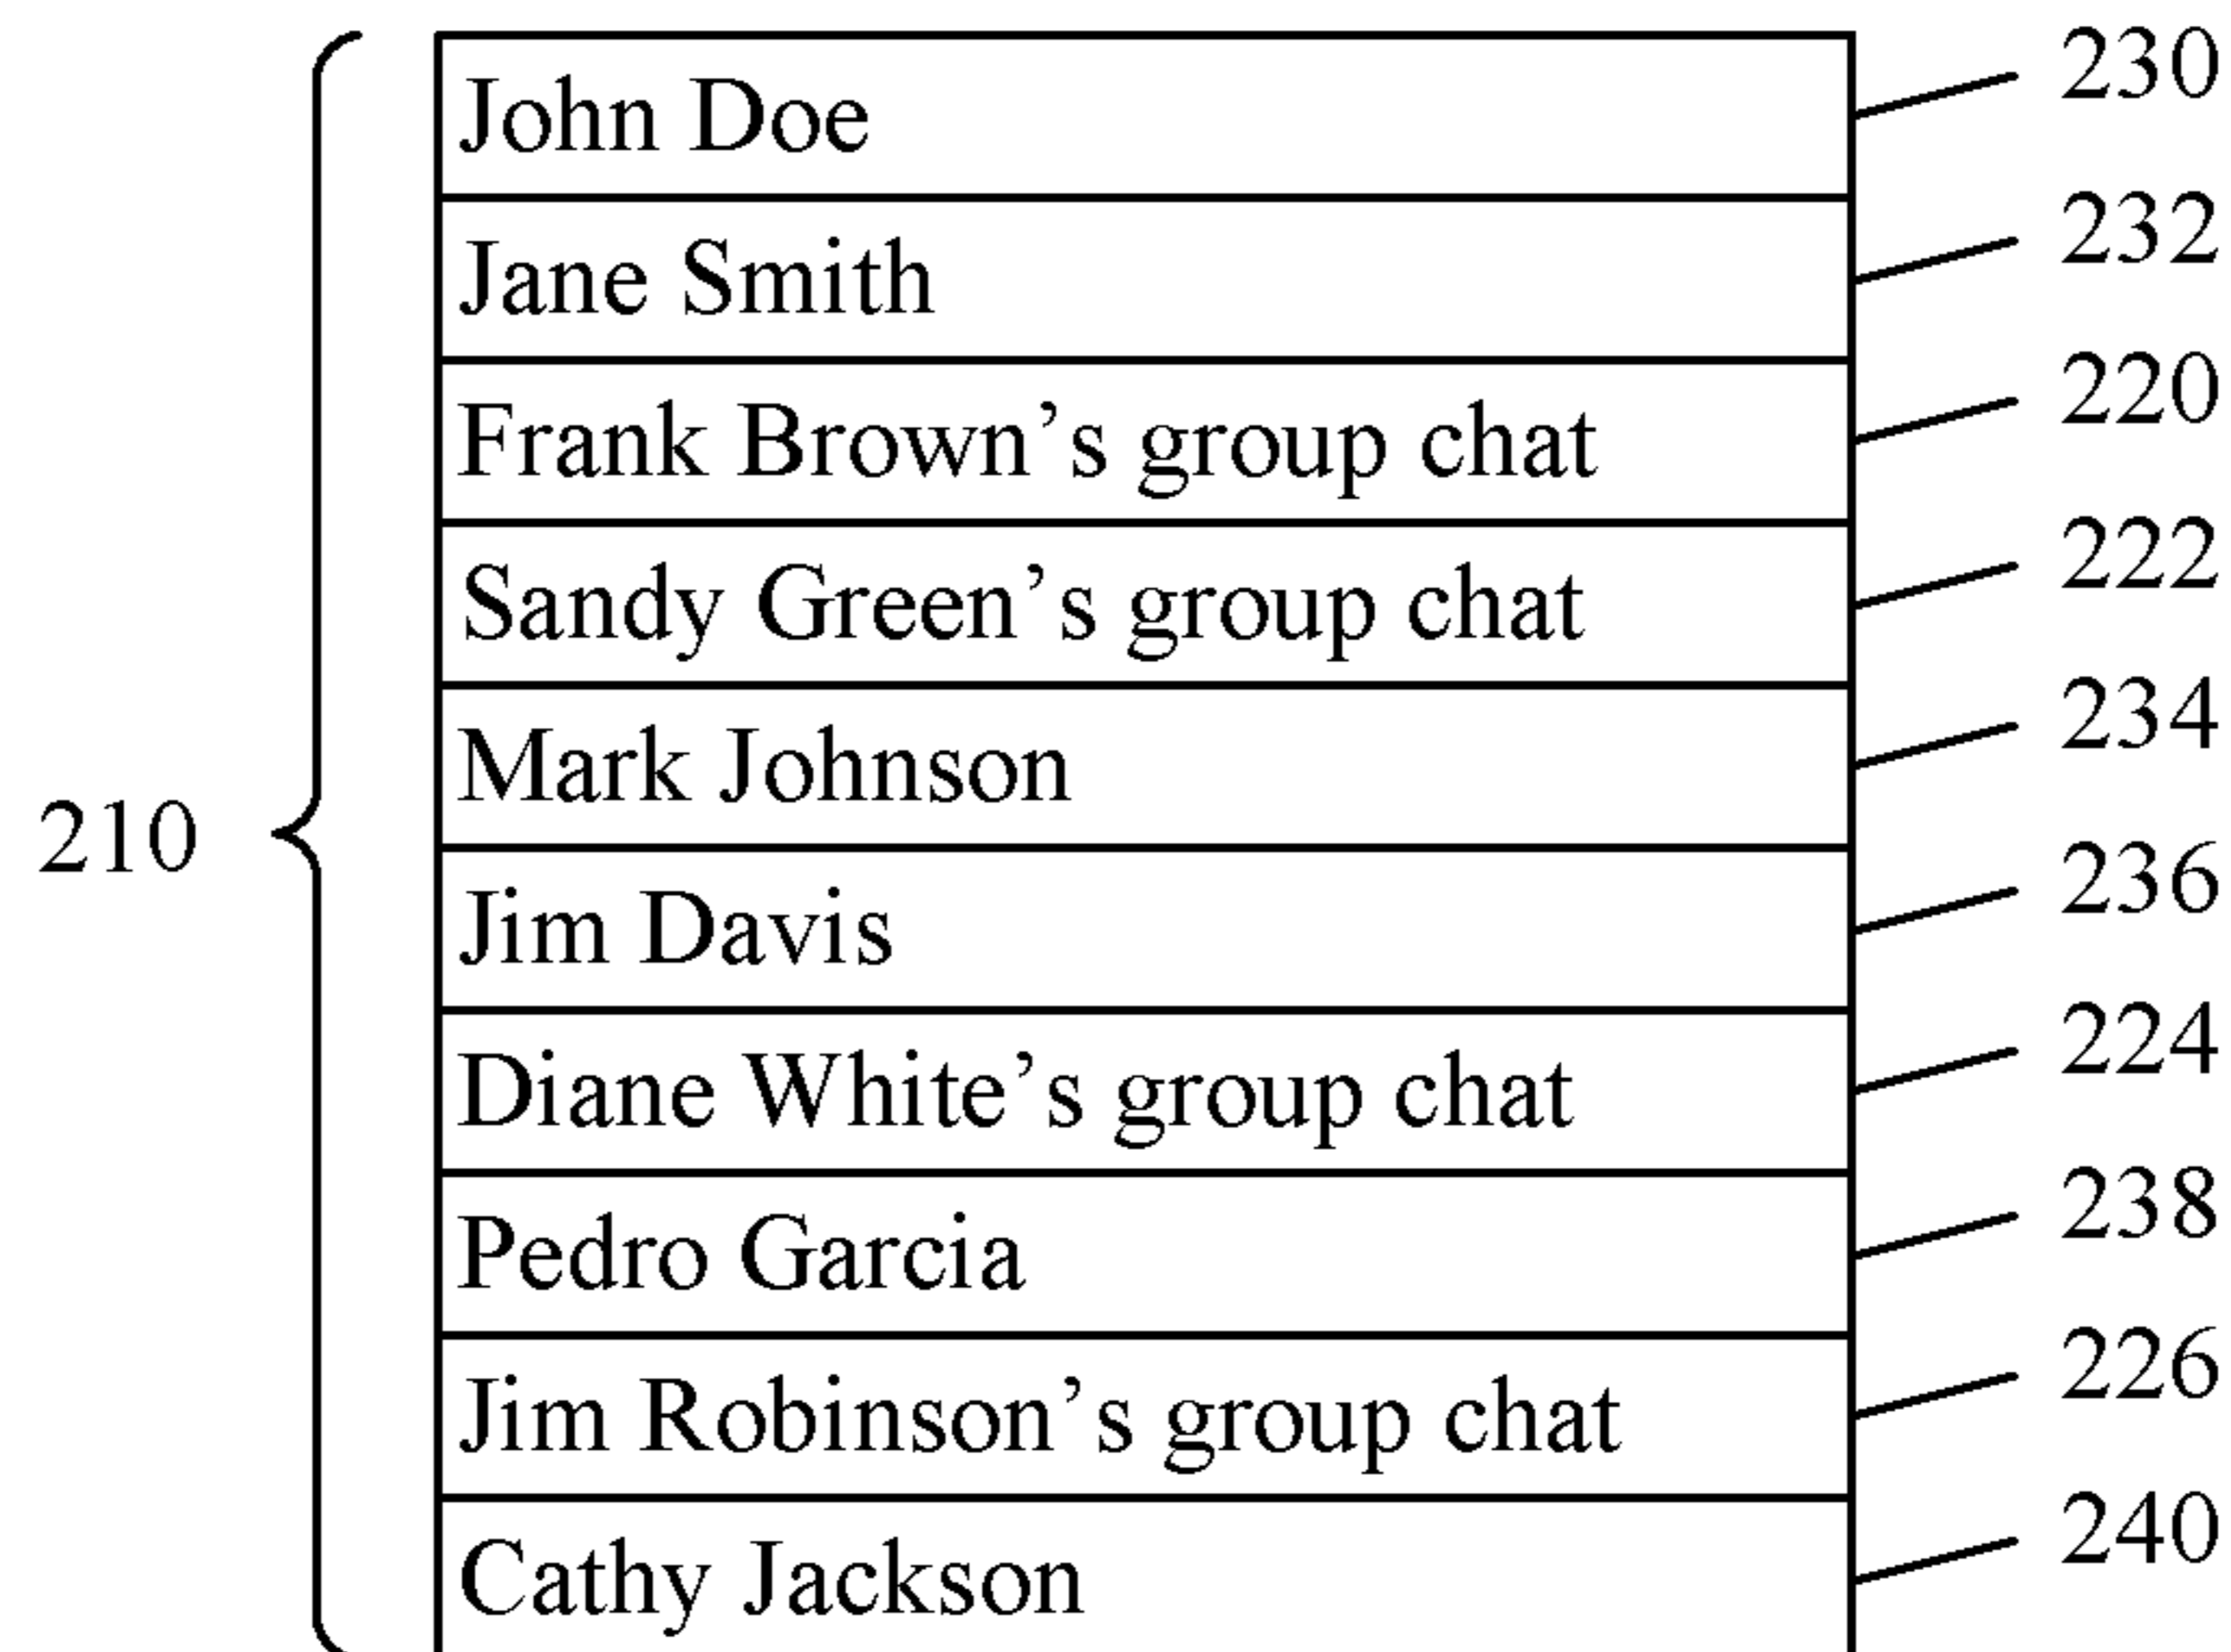 John Doe 230
Jane Smith 232
Frank Brown’s group chat 220
Sandy Green’s group chat 222
Mark Johnson 234
210
Jim Davis 236
Diane White’s group chat 224
Pedro Garcia 238
Jim Robinson’s group chat 226
Cathy Jackson 240